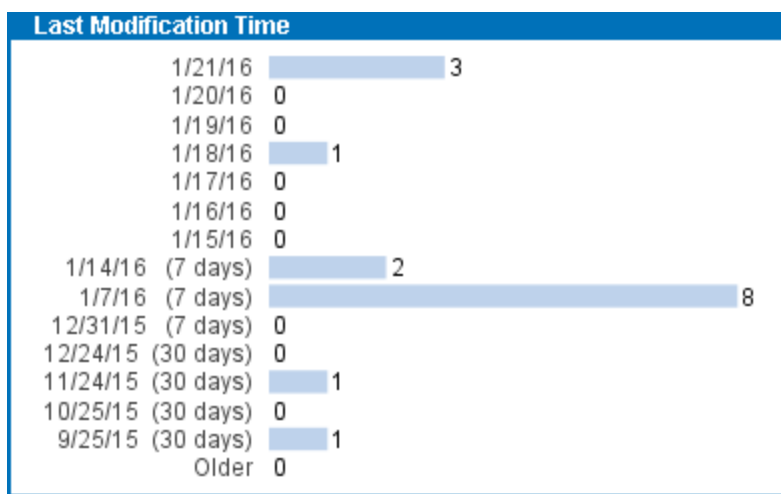 Last Modification Time
1/21/16 3
1/20/16 0
1/19/16 0
1/18/16 1
1/17/16 0
1/16/16 0
1/15/16 0
1/14/16 (7 days) 2
1/7/16 (7 days) 8
12/31/15 (7 days) 0
12/24/15 (30 days) 0
11/24/15 (30 days) 1
10/25/15 (30 days) 0
9/25/15 (30 days) 1
Older 0